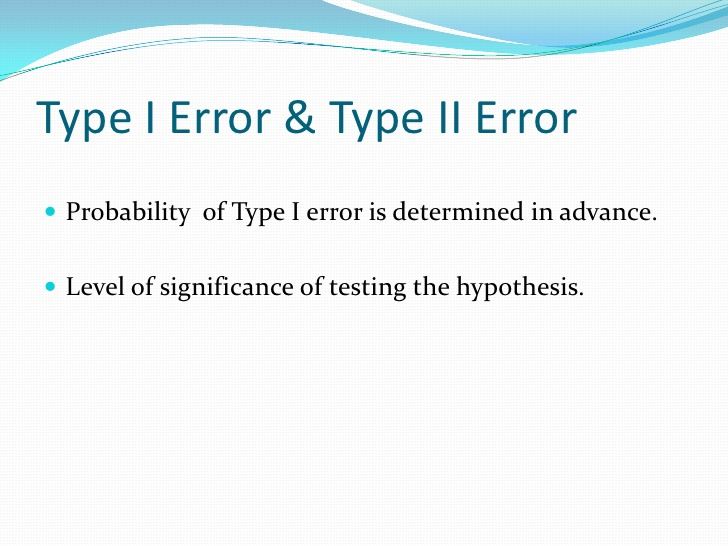 Type I Error & Type II Error
Probability of Type I error is determined in advance.
Level of significance of testing the hypothesis.